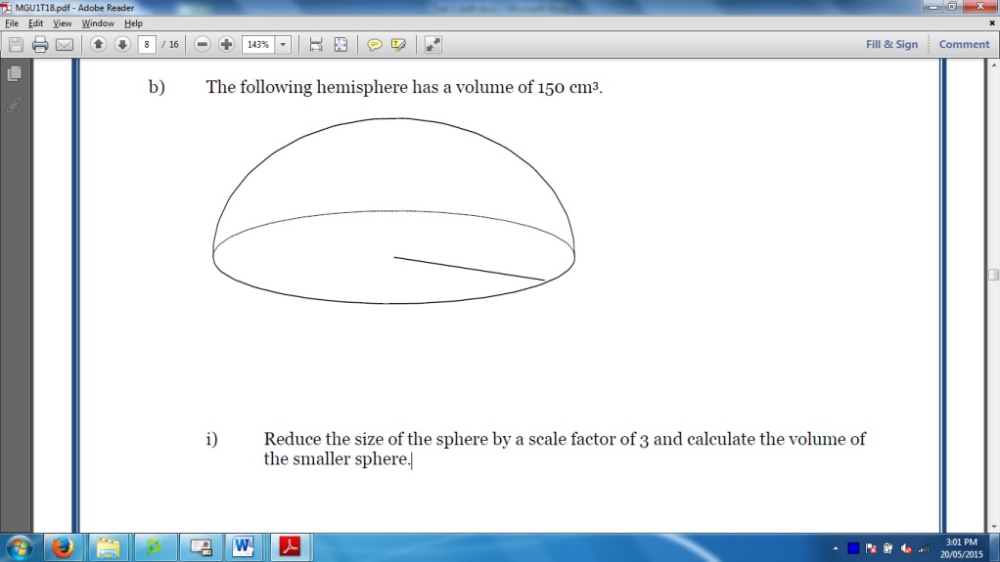 MGU1T18.pdf - Adobe Reader
File Edit View Window Help
8 / 16 143% Fill & Sign Comment
b) The following hemisphere has a volume of 150 cm³.
i) Reduce the size of the sphere by a scale factor of 3 and calculate the volume of
the smaller sphere.
3:01 PM
20/05/2015